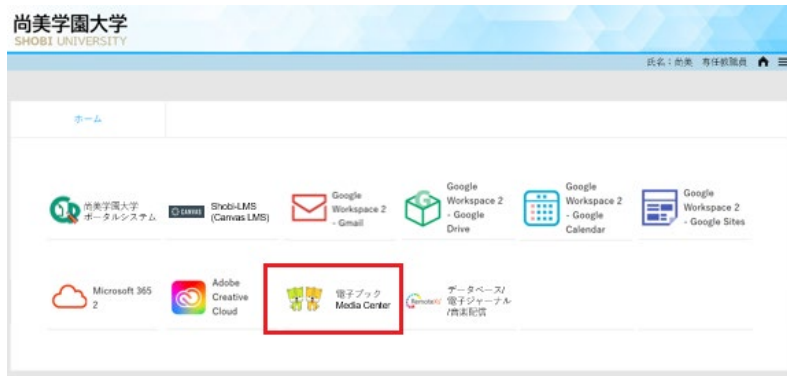 尚美学園大学
SHOBI UNIVERSITY
氏名：尚美 専任教職員
ホーム
尚美学園大学
ポータルシステム
CANVAS
Shobi-LMS
(Canvas LMS)
Google
Workspace 2
- Gmail
Google
Workspace 2
- Google
Drive
Google
Workspace 2
- Google
Calendar
Google
Workspace 2
- Google Sites
Microsoft 365
2
Adobe
Creative
Cloud
電子ブック
Media Center
RemoteXs
データベース/
電子ジャーナル
/音楽配信